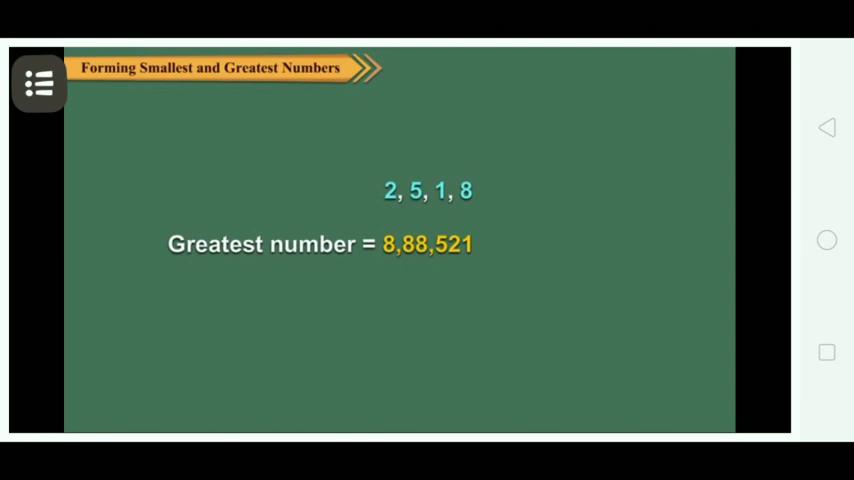 Forming Smallest and Greatest Numbers
2, 5, 1, 8
Greatest number = 8,88,521